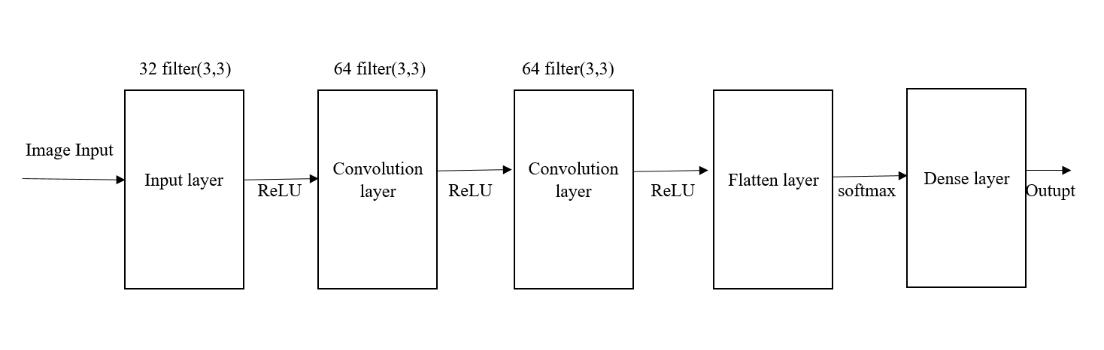 32 filter(3,3)
64 filter(3,3)
64 filter(3,3)
Image Input
Input layer
ReLU
Convolution
layer
ReLU
Convolution
layer
ReLU
Flatten layer
softmax
Dense layer
Outupt